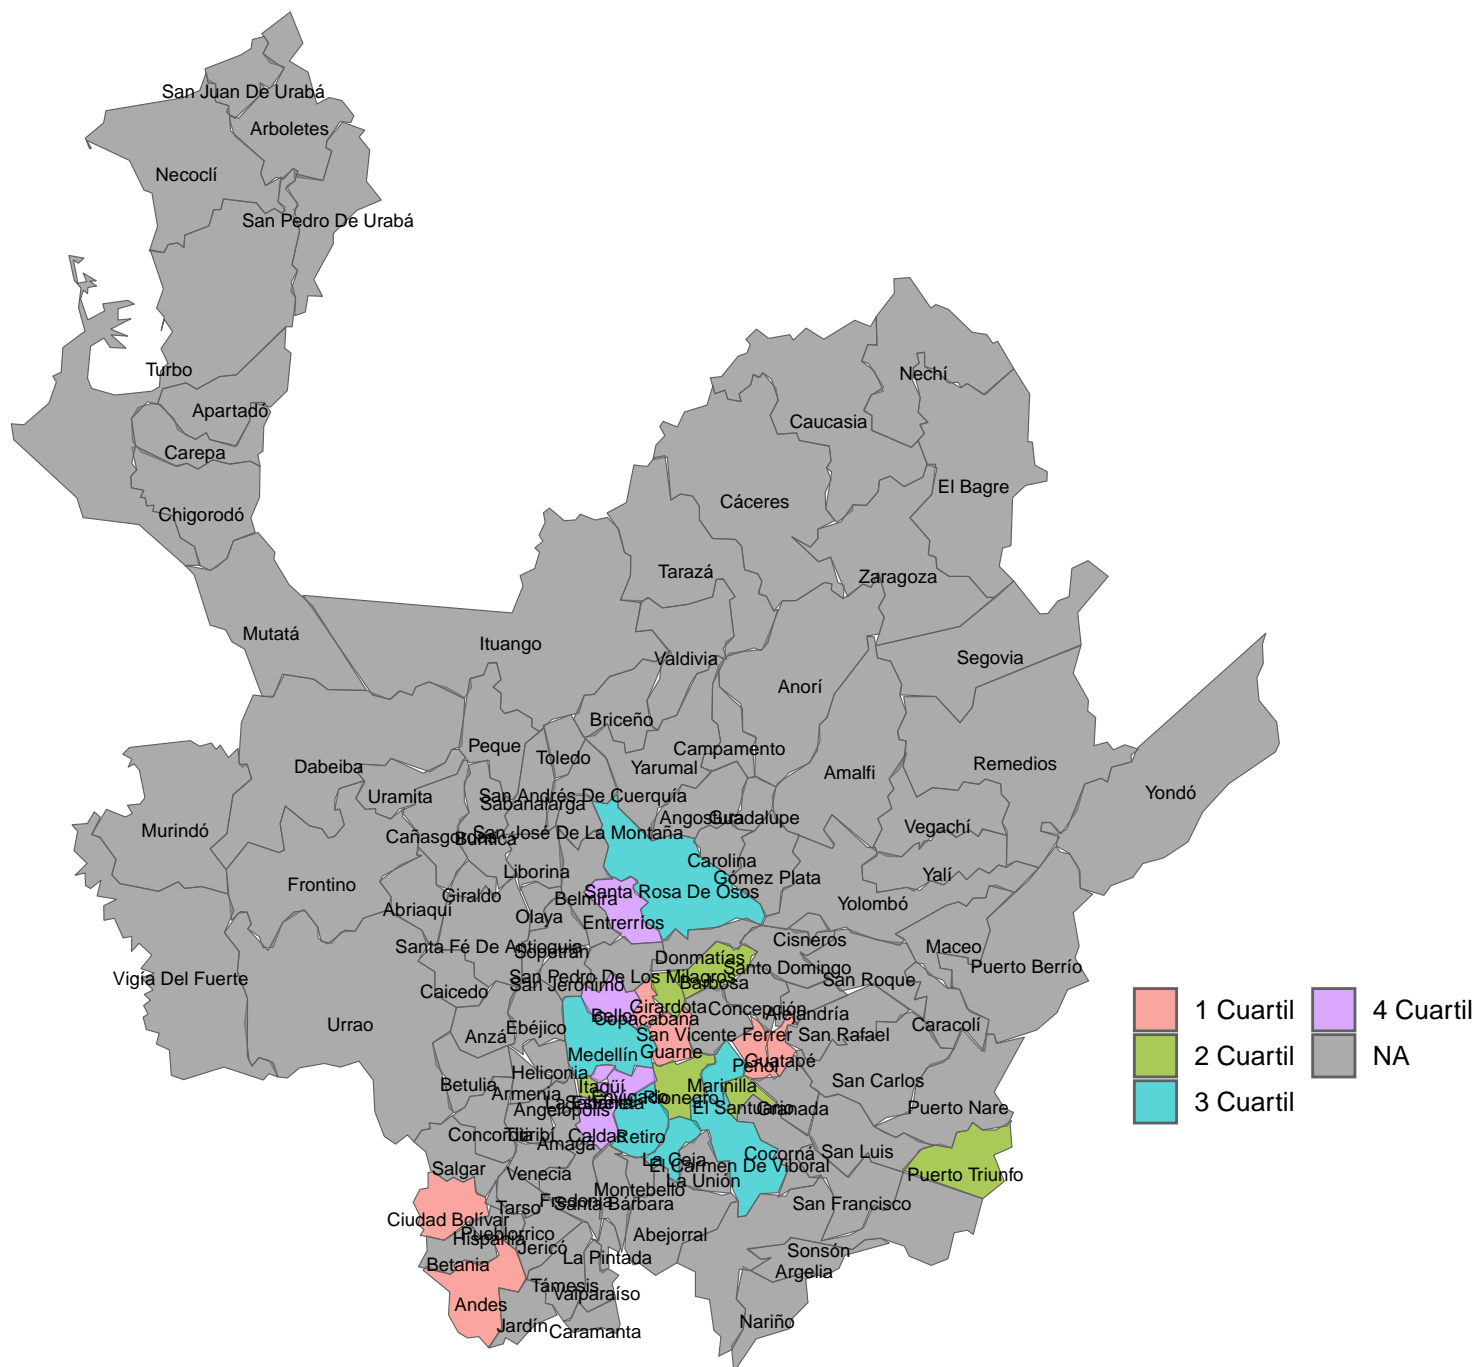 San Juan De Urabá
Arboletes
Necoclí
San Pedro De Urabá
Turbo
Apartadó
Carepa
Chigorodó
Mutatá
Nechí
Caucasia
El Bagre
Cáceres
Tarazá
Zaragoza
Ituango
Valdivia
Segovia
Anorí
Briceño
Peque
Toledo
Campamento
Dabeiba
Yarumal
Amalfi
Remedios
Yondó
Uramita
San Andrés De Cuerquía
Sabanalarga
Angostura
Guadalupe
Murindó
Cañasgordas
Buriticá
San José De La Montaña
Vegachí
Carolina
Gómez Plata
Liborina
Frontino
Yalí
Giraldo
Belmira
Santa Rosa De Osos
Yolombó
Abriaquí
Olaya
Entrerríos
Cisneros
Santa Fé De Antioquia
Sopetrán
Maceo
Donmatías
Santo Domingo
Puerto Berrío
Vigía Del Fuerte
San Pedro De Los Milagros
San Jerónimo
Barbosa
San Roque
Caicedo
Girardota
Concepción
Alejandría
Bello
Copacabana
Urrao
Anzá
Ebéjico
San Vicente Ferrer
San Rafael
Caracolí
Medellín
Guarne
Peñol
Guatapé
Heliconia
Betulia
Armenia
Itagüí
Envigado
Marinilla
San Carlos
La Estrella
Sabaneta
Rionegro
Angelópolis
El Santuario
Granada
Puerto Nare
Concordia
Titiribí
Amagá
Caldas
Retiro
Cocorná
San Luis
La Ceja
El Carmen De Viboral
Salgar
Venecia
La Unión
Puerto Triunfo
Montebello
Tarso
Fredonia
Santa Bárbara
San Francisco
Ciudad Bolívar
Pueblorrico
Hispania
Jericó
Abejorral
Betania
La Pintada
Sonsón
Argelia
Támesis
Valparaíso
Andes
Jardín
Caramanta
Nariño
1 Cuartil
2 Cuartil
3 Cuartil
4 Cuartil
NA